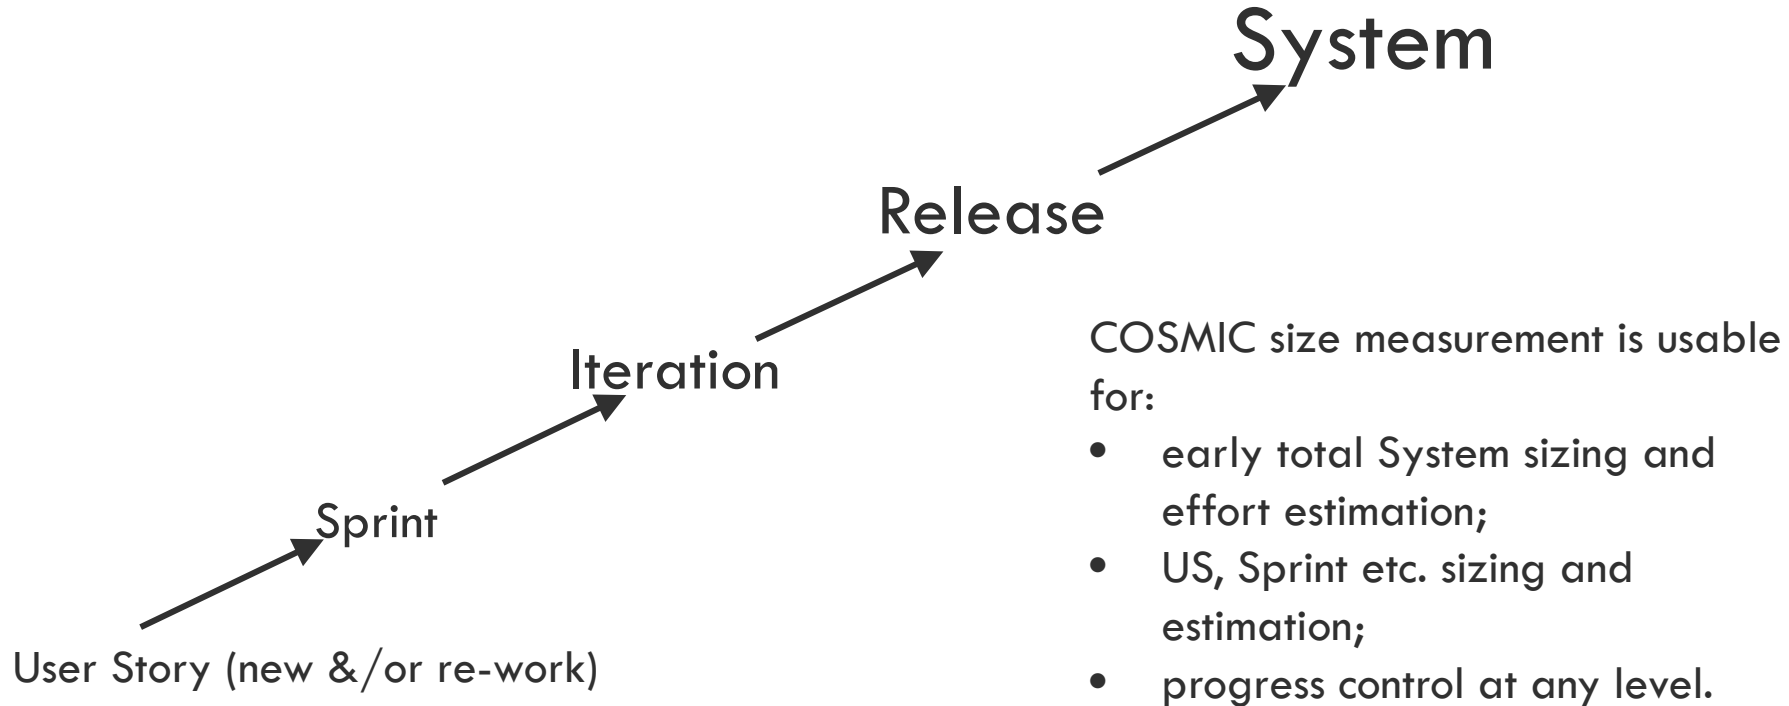 System
Release
Iteration
Sprint
User Story (new &/or re-work)
COSMIC size measurement is usable
for:
• early total System sizing and
effort estimation;
• US, Sprint etc. sizing and
estimation;
• progress control at any level.